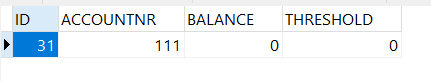 ID ACCOUNTNR BALANCE THRESHOLD
31 111 0 0